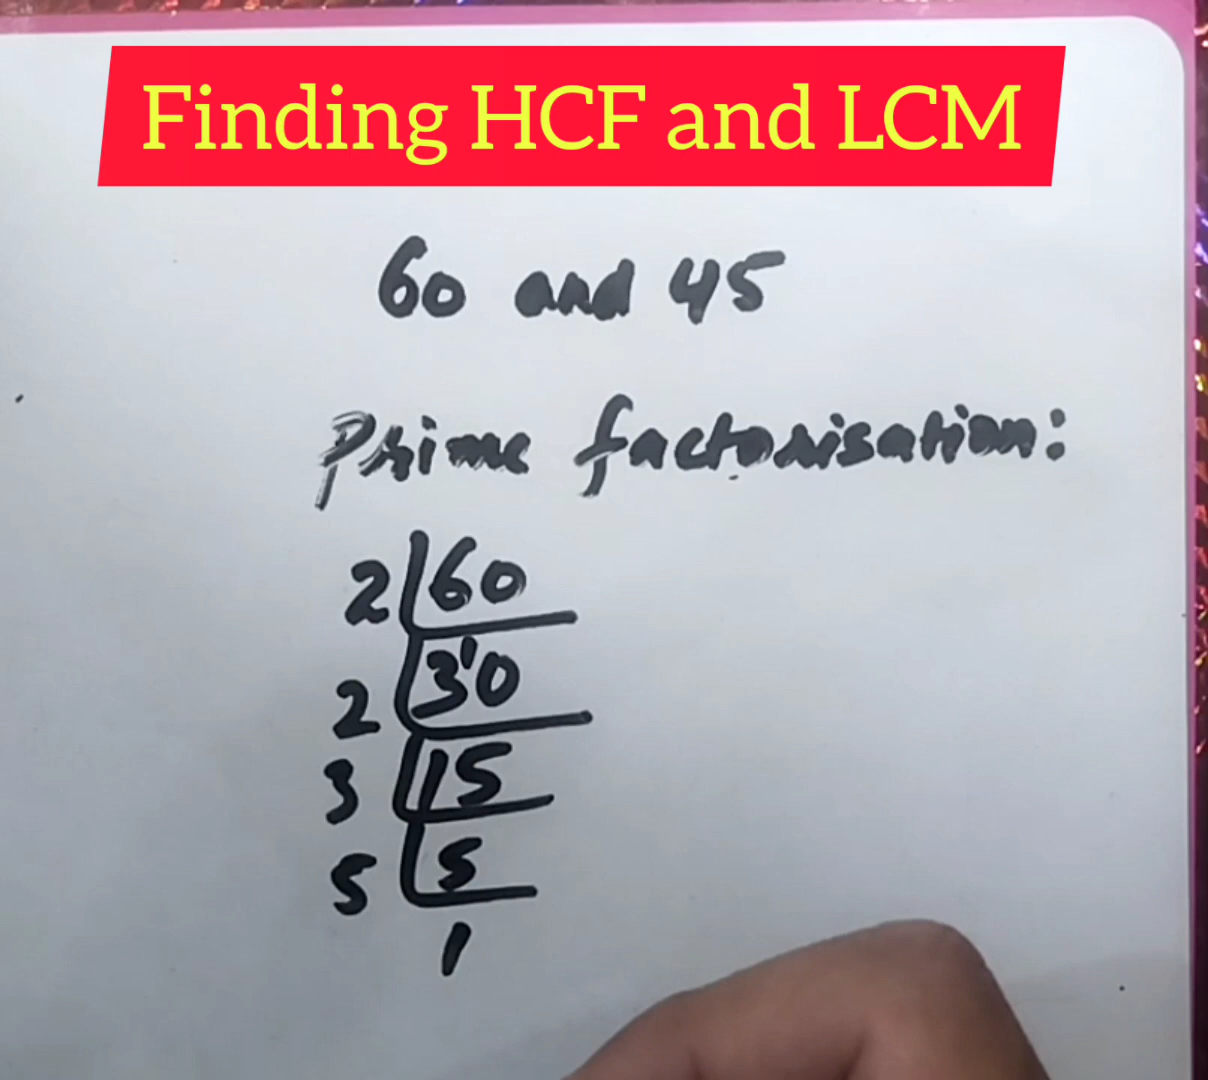 Finding HCF and LCM
60 and 45
Prime factorisation:
2 60
2 30
3 15
5 5
1